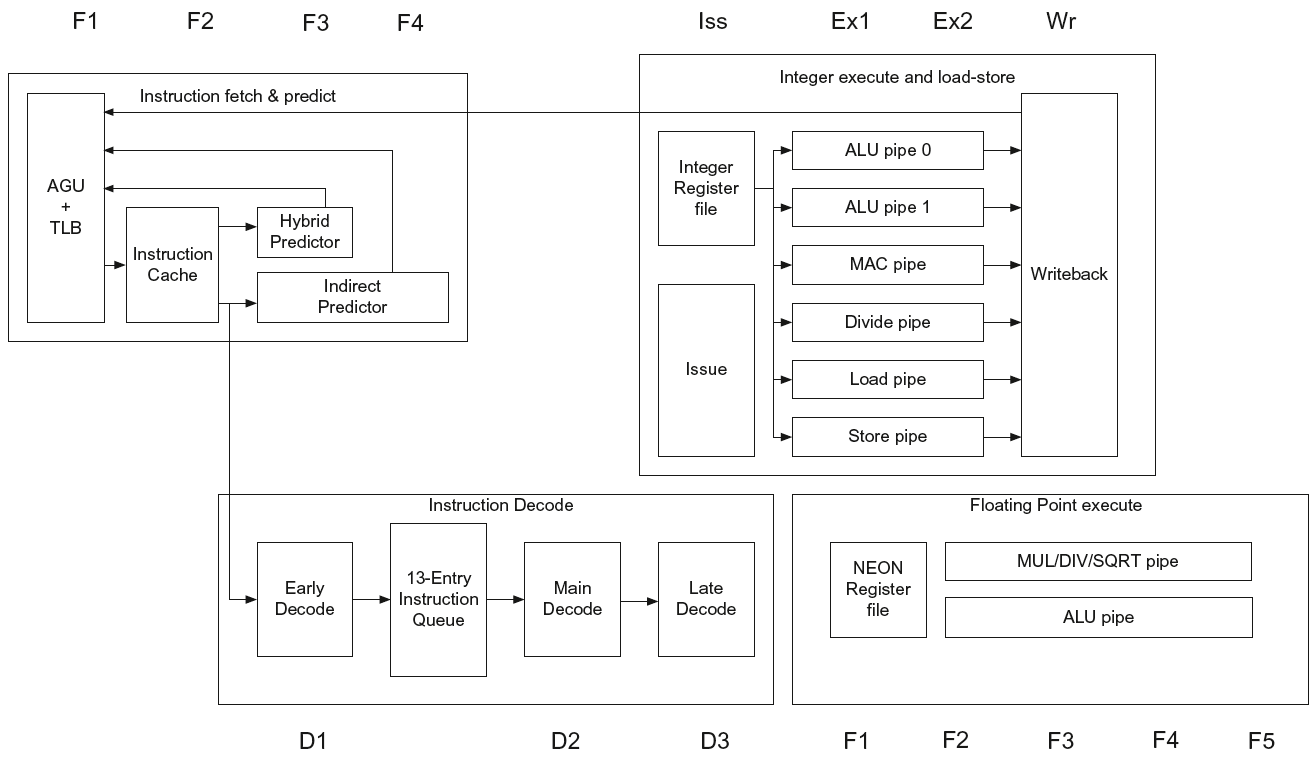 F1 F2 F3 F4 Iss Ex1 Ex2 Wr
Instruction fetch & predict
AGU
+
TLB
Instruction
Cache
Hybrid
Predictor
Indirect
Predictor
Integer execute and load-store
Integer
Register
file
Issue
ALU pipe 0
ALU pipe 1
MAC pipe
Divide pipe
Load pipe
Store pipe
Writeback
Instruction Decode
Early
Decode
13-Entry
Instruction
Queue
Main
Decode
Late
Decode
Floating Point execute
NEON
Register
file
MUL/DIV/SQRT pipe
ALU pipe
D1 D2 D3 F1 F2 F3 F4 F5